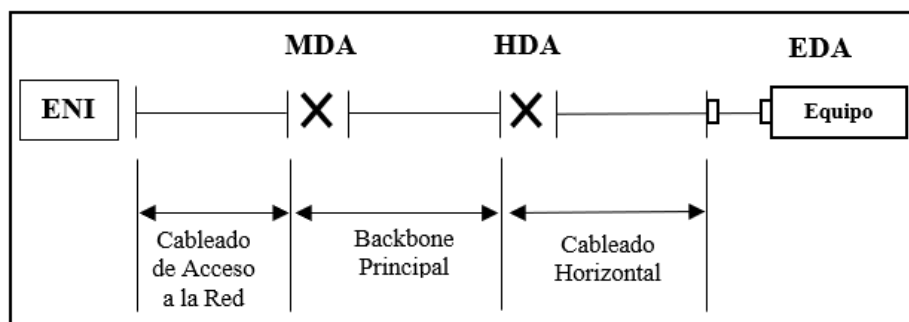 MDA
HDA
EDA
ENI
Equipo
Cableado
de Acceso
a la Red
Backbone
Principal
Cableado
Horizontal